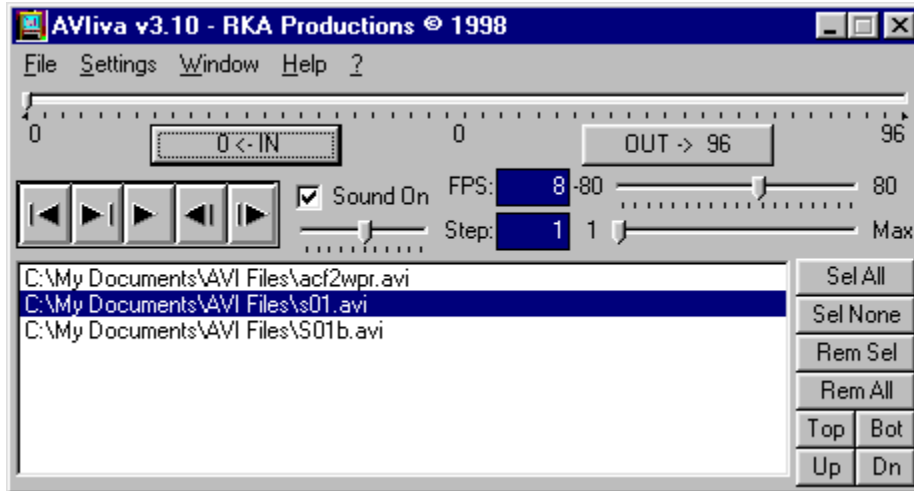 AVIiva v3.10 - RKA Productions © 1998
File Settings Window Help ?
0 0 96
0 <- IN OUT -> 96
Sound On FPS: 8 -80 80
Step: 1 1 Max
C:\My Documents\AVI Files\acf2wpr.avi
C:\My Documents\AVI Files\s01.avi
C:\My Documents\AVI Files\S01b.avi
Sel All
Sel None
Rem Sel
Rem All
Top Bot
Up Dn